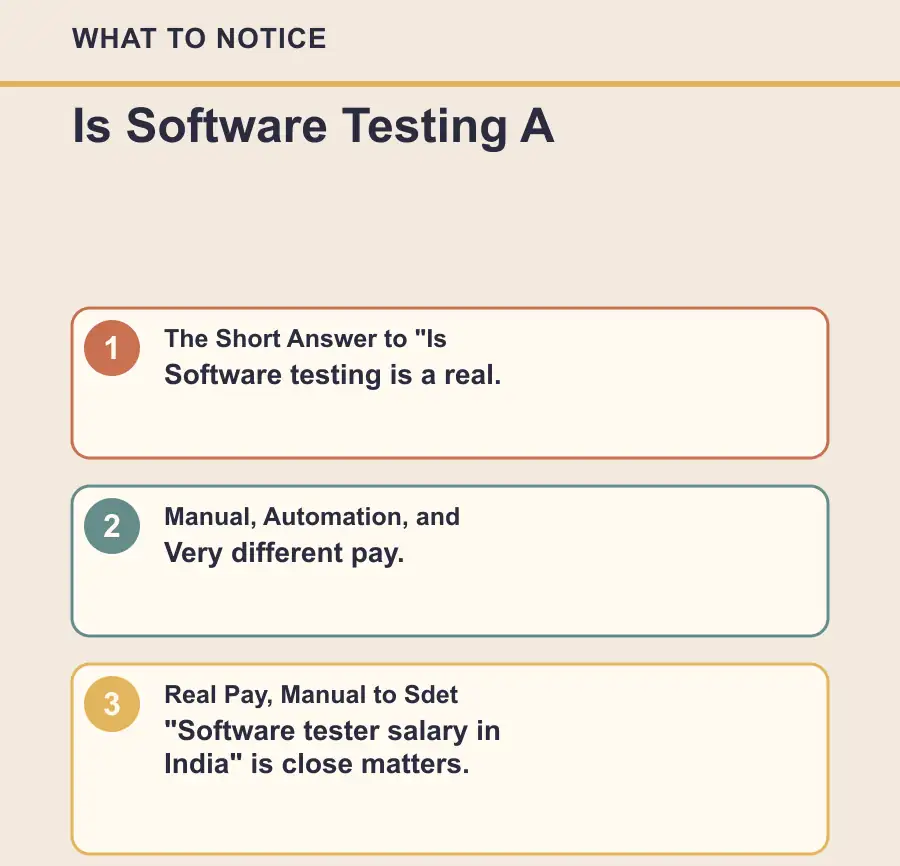 WHAT TO NOTICE
Is Software Testing A
1
The Short Answer to "Is
Software testing is a real.
2
Manual, Automation, and
Very different pay.
3
Real Pay, Manual to Sdet
"Software tester salary in
India" is close matters.